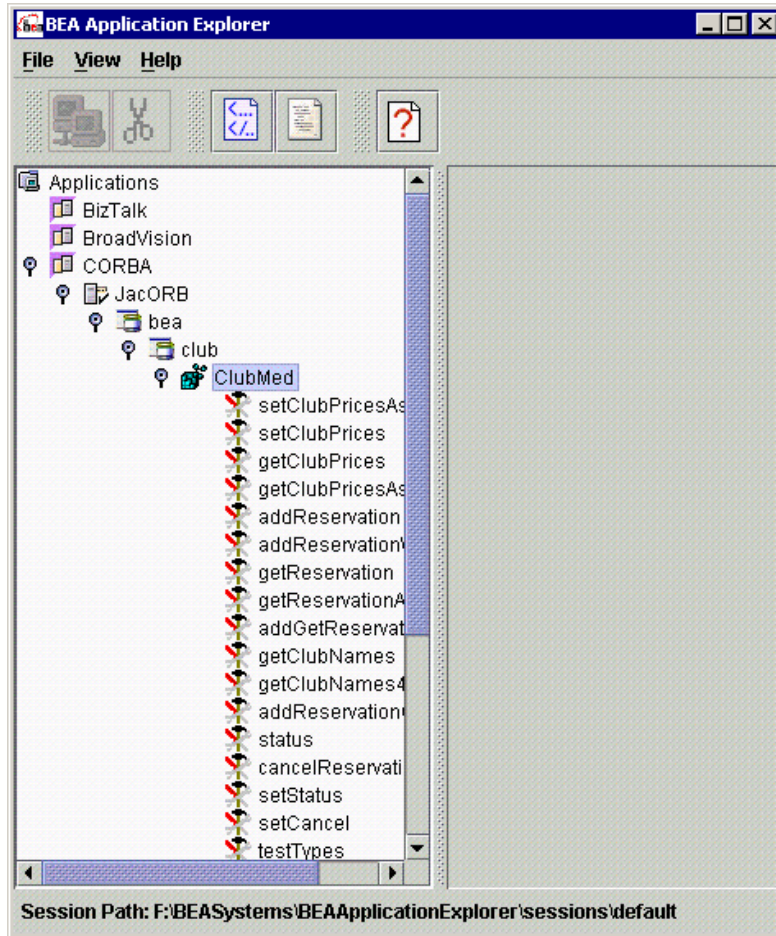 BEA Application Explorer
File View Help
Applications
BizTalk
BroadVision
CORBA
JacORB
bea
club
ClubMed
setClubPricesAs
setClubPrices
getClubPrices
getClubPricesAs
addReservation
addReservation
getReservation
getReservationA
addGetReservat
getClubNames
getClubNames4
addReservation
status
cancelReservati
setStatus
setCancel
testTypes
Session Path: F:\BEASystems\BEAApplicationExplorer\sessions\default